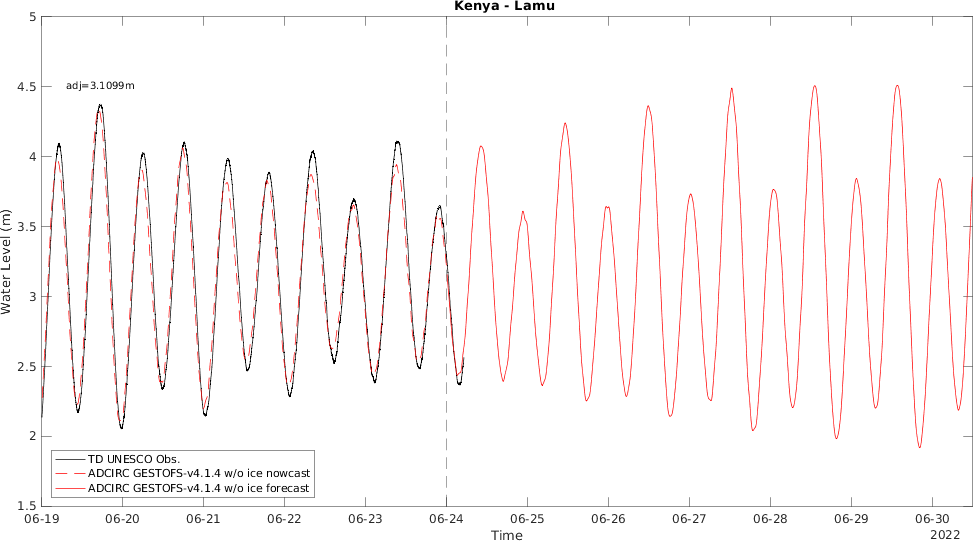 Kenya - Lamu
5
4.5
4
3.5
3
2.5
2
1.5
Water Level (m)
adj=3.1099m
TD UNESCO Obs.
ADCIRC GESTOFS-v4.1.4 w/o ice nowcast
ADCIRC GESTOFS-v4.1.4 w/o ice forecast
06-19 06-20 06-21 06-22 06-23 06-24 06-25 06-26 06-27 06-28 06-29 06-30
Time
2022